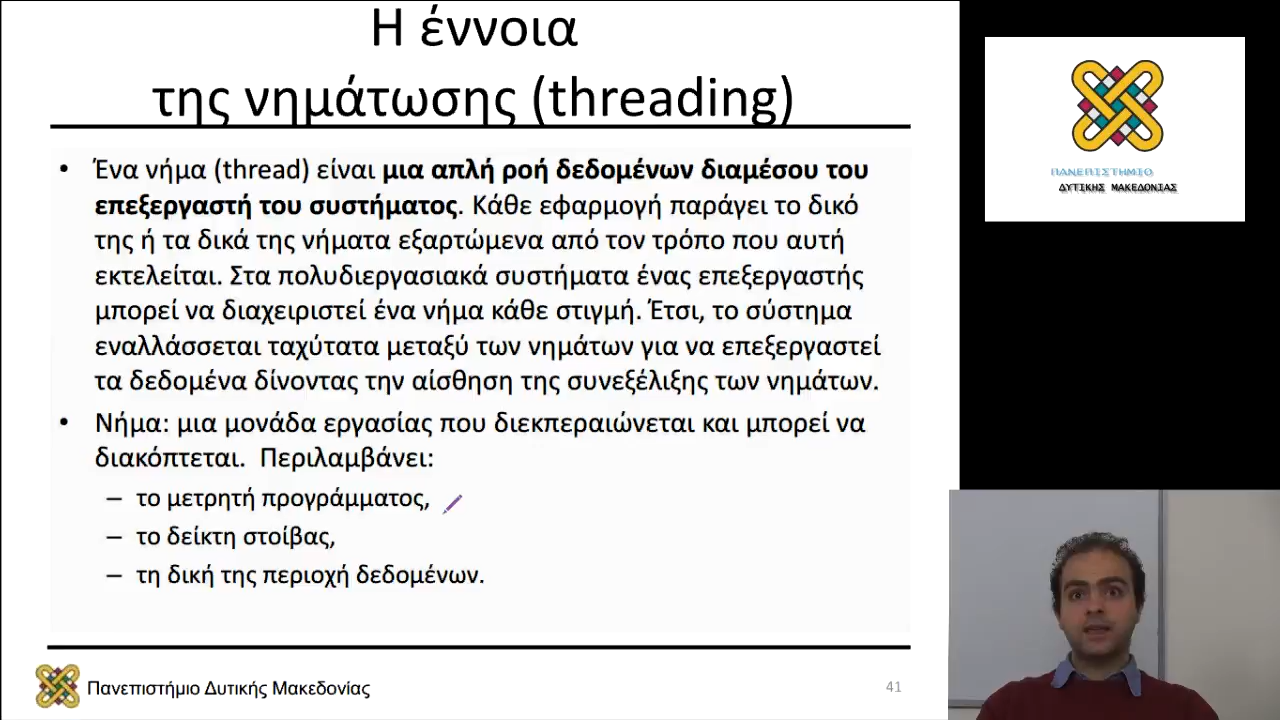 Η έννοια
της νημάτωσης (threading)
• Ένα νήμα (thread) είναι μια απλή ροή δεδομένων διαμέσου του
επεξεργαστή του συστήματος. Κάθε εφαρμογή παράγει το δικό
της ή τα δικά της νήματα εξαρτώμενα από τον τρόπο που αυτή
εκτελείται. Στα πολυδιεργασιακά συστήματα ένας επεξεργαστής
μπορεί να διαχειριστεί ένα νήμα κάθε στιγμή. Έτσι, το σύστημα
εναλλάσσεται ταχύτατα μεταξύ των νημάτων για να επεξεργαστεί
τα δεδομένα δίνοντας την αίσθηση της συνεξέλιξης των νημάτων.
• Νήμα: μια μονάδα εργασίας που διεκπεραιώνεται και μπορεί να
διακόπτεται. Περιλαμβάνει:
– το μετρητή προγράμματος,
– το δείκτη στοίβας,
– τη δική της περιοχή δεδομένων.
Πανεπιστήμιο Δυτικής Μακεδονίας
41
ΠΑΝΕΠΙΣΤΗΜΙΟ
ΔΥΤΙΚΗΣ ΜΑΚΕΔΟΝΙΑΣ